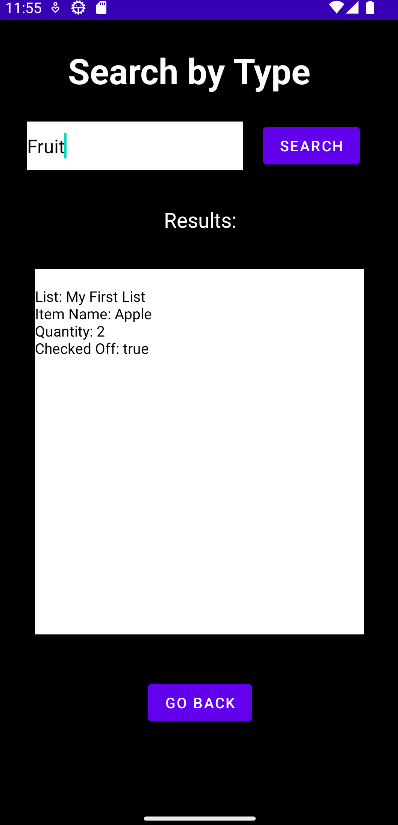 11:55
Search by Type
Fruit
SEARCH
Results:
List: My First List
Item Name: Apple
Quantity: 2
Checked Off: true
GO BACK